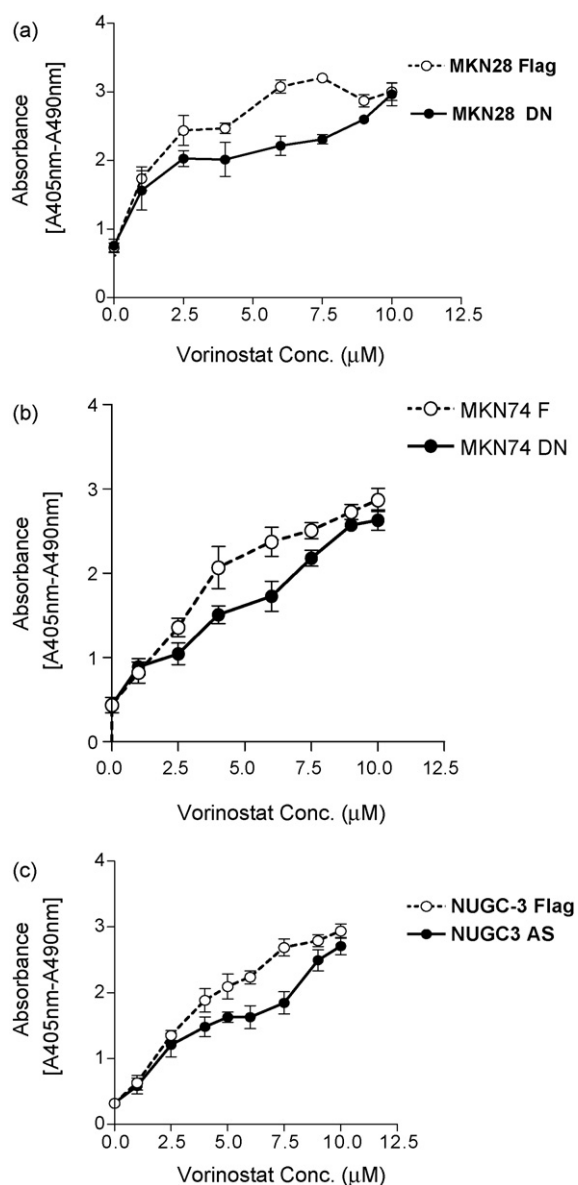 (a)
MKN28 Flag
MKN28 DN
Absorbance
[A405nm-A490nm]
4
3
2
1
0
0.0 2.5 5.0 7.5 10.0 12.5
Vorinostat Conc. (μM)
(b)
MKN74 F
MKN74 DN
Absorbance
[A405nm-A490nm]
4
3
2
1
0
0.0 2.5 5.0 7.5 10.0 12.5
Vorinostat Conc. (μM)
(c)
NUGC-3 Flag
NUGC3 AS
Absorbance
[A405nm-A490nm]
4
3
2
1
0
0.0 2.5 5.0 7.5 10.0 12.5
Vorinostat Conc. (μM)